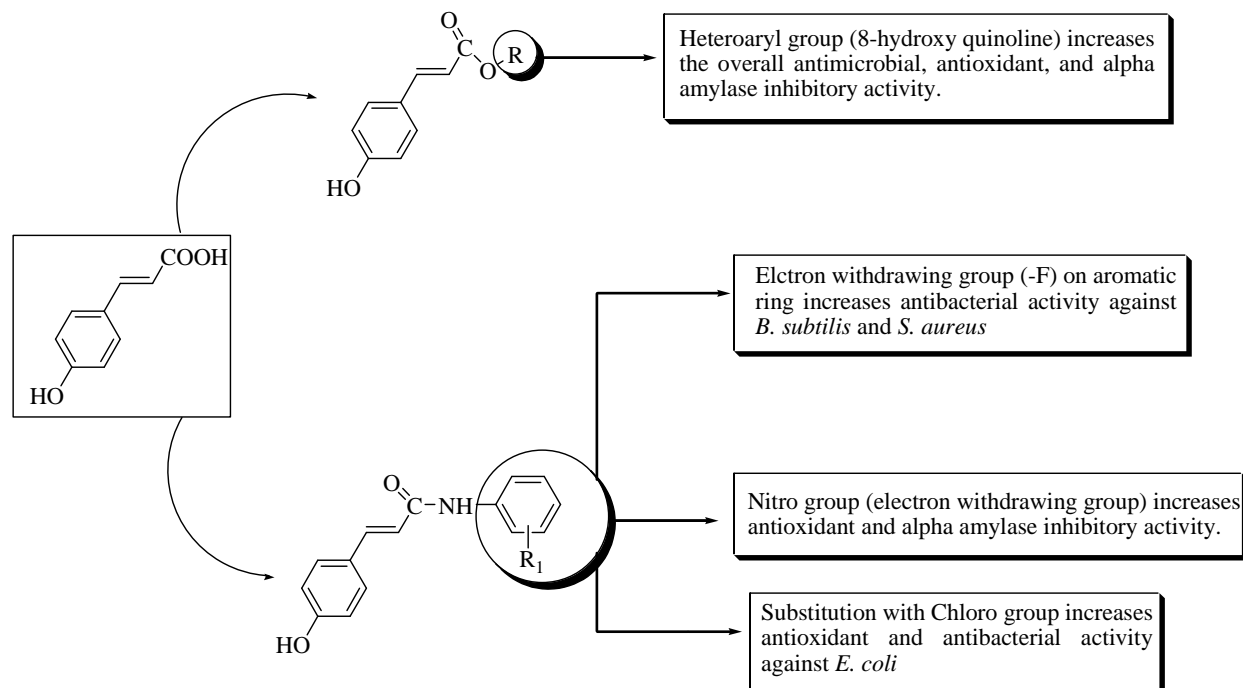 O
C
O
R
HO
Heteroaryl group (8-hydroxy quinoline) increases
the overall antimicrobial, antioxidant, and alpha
amylase inhibitory activity.
COOH
HO
Elctron withdrawing group (-F) on aromatic
ring increases antibacterial activity against
B. subtilis and S. aureus
O
C
NH
R1
HO
Nitro group (electron withdrawing group) increases
antioxidant and alpha amylase inhibitory activity.
Substitution with Chloro group increases
antioxidant and antibacterial activity
against E. coli